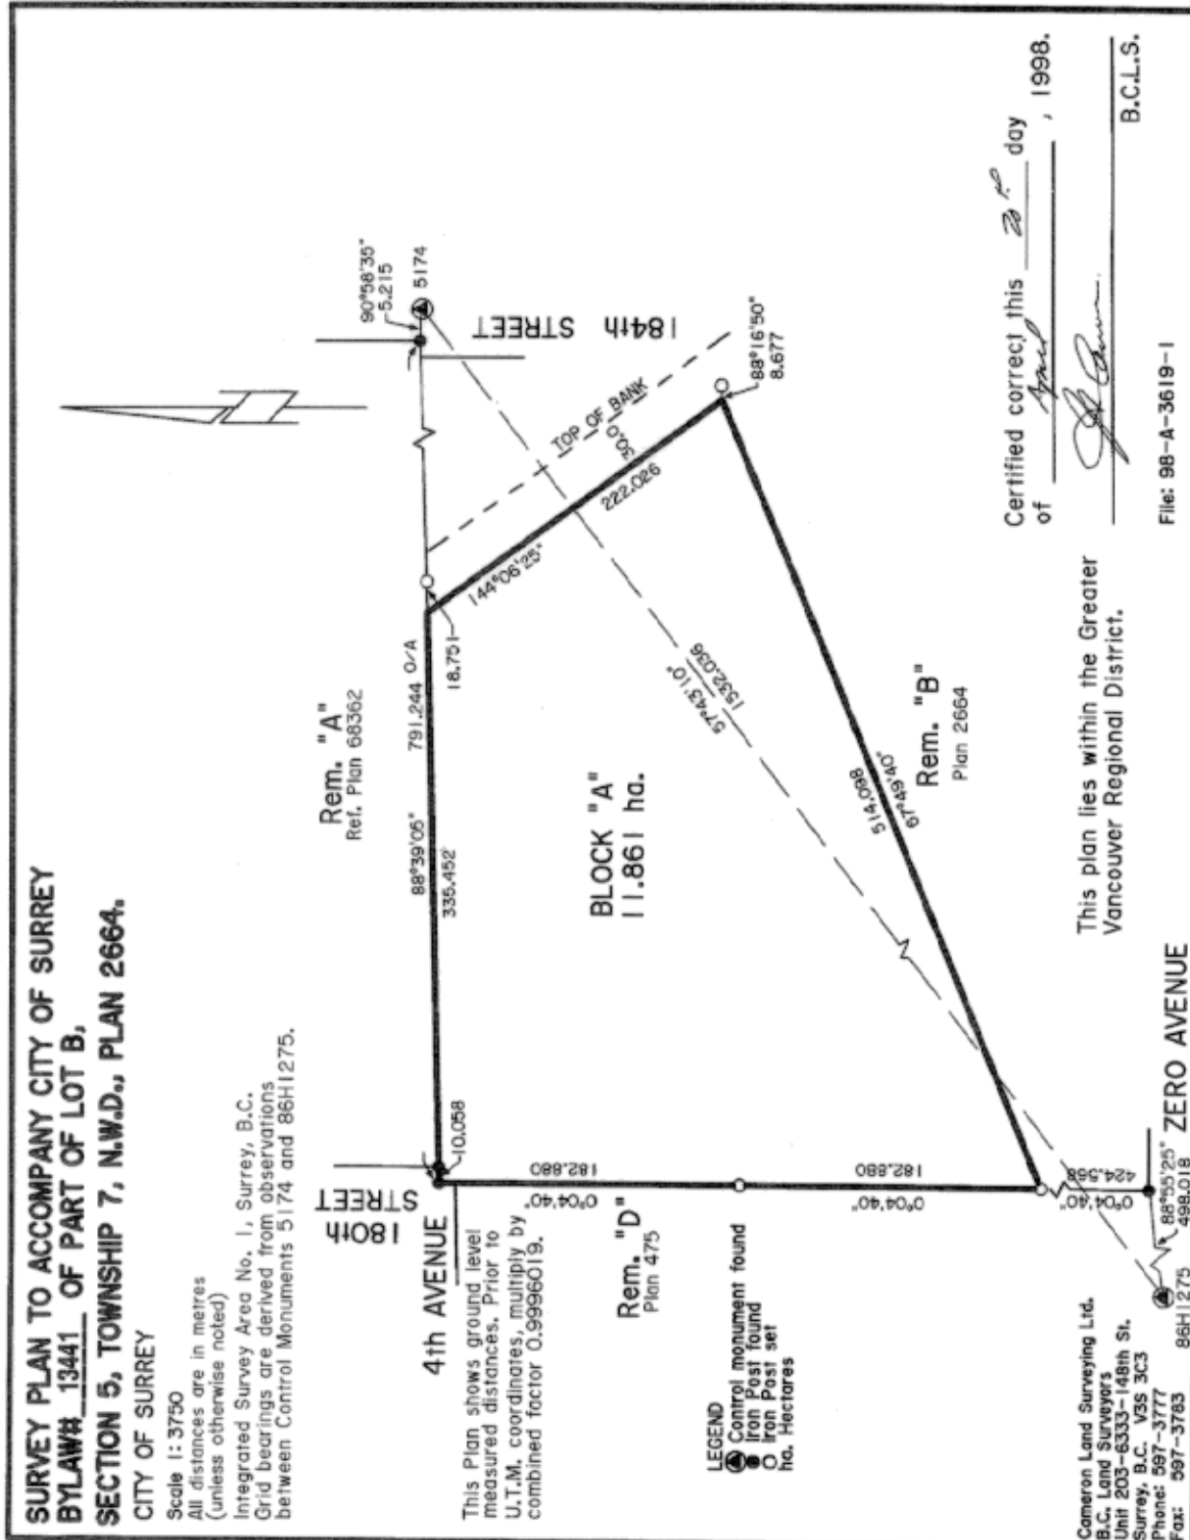 SURVEY PLAN TO ACCOMPANY CITY OF SURREY
BYLAW# 13441 OF PART OF LOT B,
SECTION 5, TOWNSHIP 7, N.W.D., PLAN 2664.
CITY OF SURREY
Scale 1:3750
All distances are in metres
(unless otherwise noted)
Integrated Survey Area No. 1, Surrey, B.C.
Grid bearings are derived from observations
between Control Monuments 5174 and 86H1275.
180th
STREET
4th AVENUE
10.058
Rem. "A"
Ref. Plan 68362
88°39'05"
791.244 O/A
335.452
18.751
90°58'35"
5.215
5174
184th STREET
TOP OF BANK
30.0
144°06'25"
222.026
88°16'50"
8.677
BLOCK "A"
11.861 ha.
57°43'10"
1532.036
514.098
67°49'40"
Rem. "B"
Plan 2664
This Plan shows ground level
measured distances. Prior to
U.T.M. coordinates, multiply by
combined factor 0.9996019.
182.880
0°04'40"
Rem. "D"
Plan 475
182.880
0°04'40"
0°04'40"
88°55'25"
498.018
ZERO AVENUE
86H1275
LEGEND
Control monument found
Iron Post found
Iron Post set
ha. Hectares
This plan lies within the Greater
Vancouver Regional District.
Certified correct this day
of April, 1998.
B.C.L.S.
File: 98-A-3619-1
Cameron Land Surveying Ltd.
B.C. Land Surveyors
Unit 203-6333-148th St.
Surrey, B.C. V3S 3C3
Phone: 597-3777
Fax: 597-3783